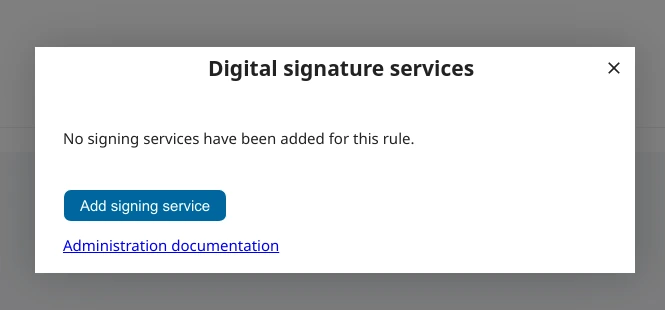 Digital signature services
No signing services have been added for this rule.
Add signing service
Administration documentation